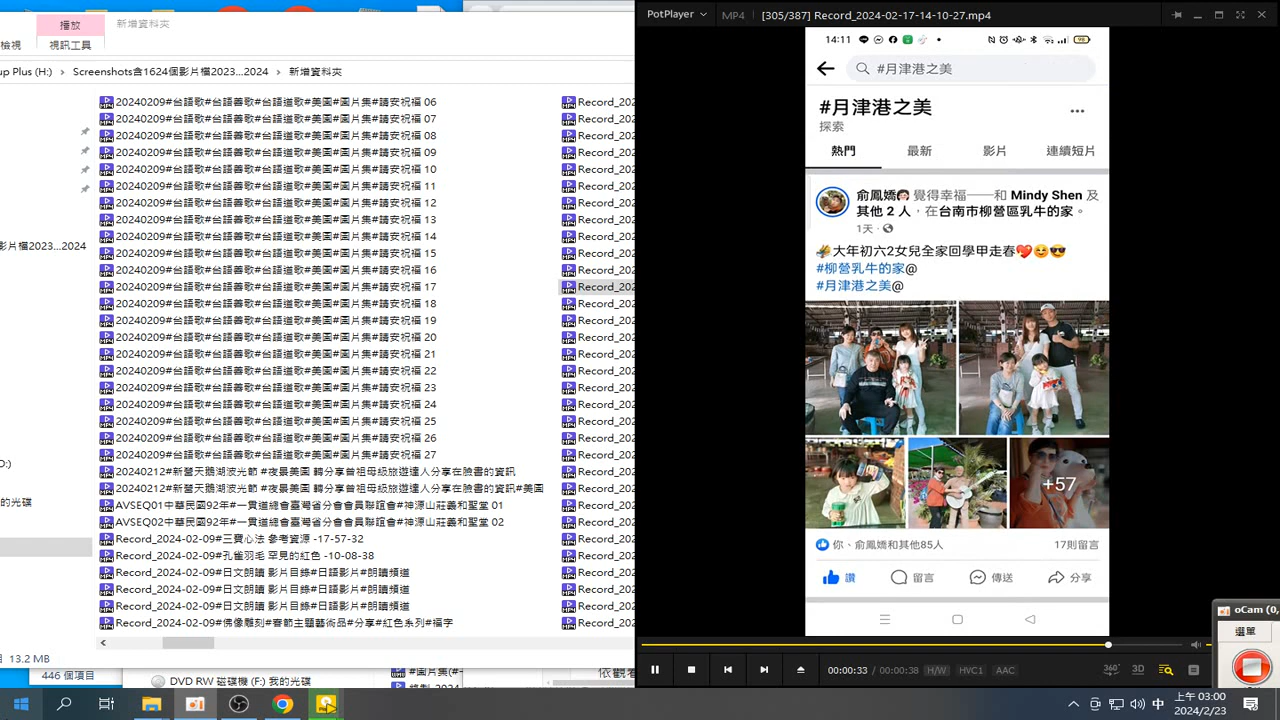 播放
新增資料夾
檢視
視訊工具
up Plus (H:) › Screenshots含1624個影片檔2023...2024 › 新增資料夾
影片檔2023...2024
D:)
的光碟
20240209#台語歌#台語善歌#台語道歌#美圖#圖片集#請安祝福 06
20240209#台語歌#台語善歌#台語道歌#美圖#圖片集#請安祝福 07
20240209#台語歌#台語善歌#台語道歌#美圖#圖片集#請安祝福 08
20240209#台語歌#台語善歌#台語道歌#美圖#圖片集#請安祝福 09
20240209#台語歌#台語善歌#台語道歌#美圖#圖片集#請安祝福 10
20240209#台語歌#台語善歌#台語道歌#美圖#圖片集#請安祝福 11
20240209#台語歌#台語善歌#台語道歌#美圖#圖片集#請安祝福 12
20240209#台語歌#台語善歌#台語道歌#美圖#圖片集#請安祝福 13
20240209#台語歌#台語善歌#台語道歌#美圖#圖片集#請安祝福 14
20240209#台語歌#台語善歌#台語道歌#美圖#圖片集#請安祝福 15
20240209#台語歌#台語善歌#台語道歌#美圖#圖片集#請安祝福 16
20240209#台語歌#台語善歌#台語道歌#美圖#圖片集#請安祝福 17
20240209#台語歌#台語善歌#台語道歌#美圖#圖片集#請安祝福 18
20240209#台語歌#台語善歌#台語道歌#美圖#圖片集#請安祝福 19
20240209#台語歌#台語善歌#台語道歌#美圖#圖片集#請安祝福 20
20240209#台語歌#台語善歌#台語道歌#美圖#圖片集#請安祝福 21
20240209#台語歌#台語善歌#台語道歌#美圖#圖片集#請安祝福 22
20240209#台語歌#台語善歌#台語道歌#美圖#圖片集#請安祝福 23
20240209#台語歌#台語善歌#台語道歌#美圖#圖片集#請安祝福 24
20240209#台語歌#台語善歌#台語道歌#美圖#圖片集#請安祝福 25
20240209#台語歌#台語善歌#台語道歌#美圖#圖片集#請安祝福 26
20240209#台語歌#台語善歌#台語道歌#美圖#圖片集#請安祝福 27
20240212#新營天鵝湖波光節 #夜景美圖 轉分享曾祖母級旅遊達人分享在臉書的資訊
20240212#新營天鵝湖波光節 #夜景美圖 轉分享曾祖母級旅遊達人分享在臉書的資訊#美圖
AVSEQ01中華民國92年#一貫道總會臺灣省分會會員聯誼會#神源山莊義和聖堂 01
AVSEQ02中華民國92年#一貫道總會臺灣省分會會員聯誼會#神源山莊義和聖堂 02
Record_2024-02-09#三寶心法 參考資源 -17-57-32
Record_2024-02-09#孔雀羽毛 罕見的紅色 -10-08-38
Record_2024-02-09#日文朗讀 影片目錄#日語影片#朗讀頻道
Record_2024-02-09#日文朗讀 影片目錄#日語影片#朗讀頻道
Record_2024-02-09#日文朗讀 影片目錄#日語影片#朗讀頻道
Record_2024-02-09#佛像雕刻#春節主題藝術品#分享#紅色系列#福字
13.2 MB
446 個項目
DVD RW 磁碟機 (F:) 我的光碟
#圖片集(#
PotPlayer MP4 [305/387] Record_2024-02-17-14-10-27.mp4
14:11
98
#月津港之美
#月津港之美
探索
熱門 最新 影片 連續短片
俞鳳嬌 覺得幸福——和 Mindy Shen 及
其他 2 人，在台南市柳營區乳牛的家。
1天
大年初六2女兒全家回學甲走春
#柳營乳牛的家@
#月津港之美@
+57
你、俞鳳嬌和其他85人 17則留言
讚 留言 傳送 分享
00:00:33 / 00:00:38 H/W HVC1 AAC
360° 3D
oCam (0,
選單
中
上午 03:00
2024/2/23